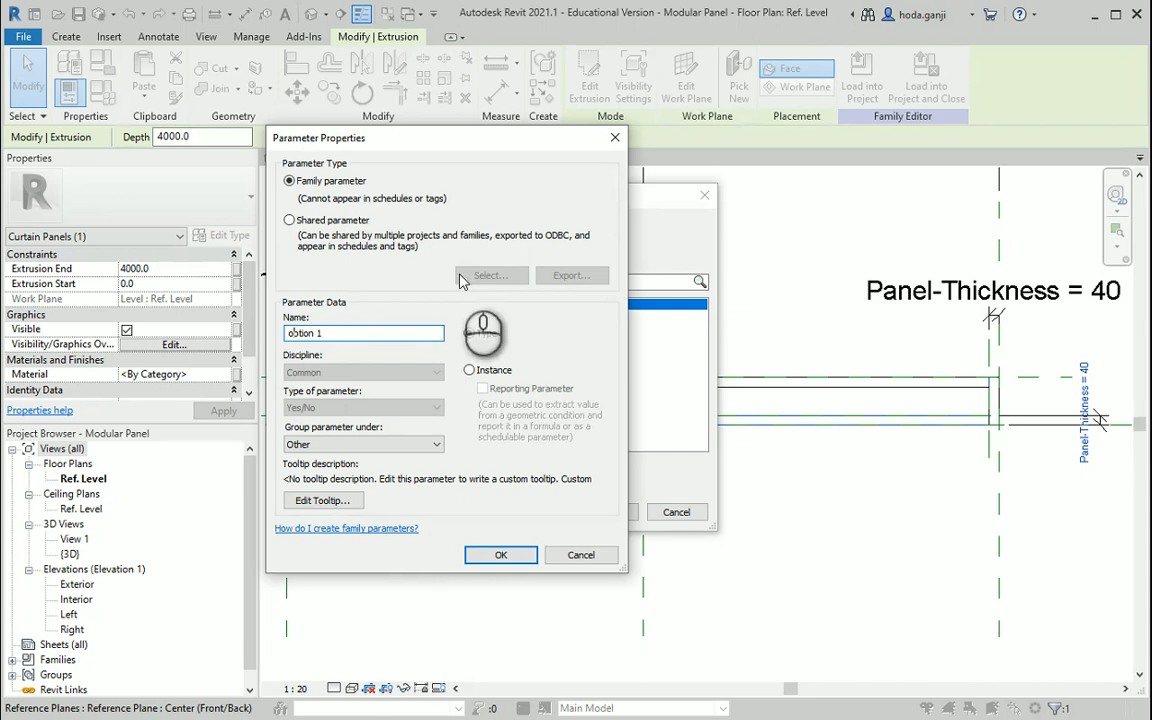 Autodesk Revit 2021.1 - Educational Version - Modular Panel - Floor Plan: Ref. Level
hoda.ganji
File Create Insert Annotate View Manage Add-Ins Modify | Extrusion
Modify
Paste
Cut
Join
Edit Extrusion
Visibility Settings
Edit Work Plane
Pick New
Face
Work Plane
Load into Project
Load into Project and Close
Select Properties Clipboard Geometry Modify Measure Create Mode Work Plane Placement Family Editor
Modify | Extrusion Depth 4000.0
Properties
Curtain Panels (1) Edit Type
Constraints
Extrusion End 4000.0
Extrusion Start 0.0
Work Plane Level : Ref. Level
Graphics
Visible
Visibility/Graphics Ov... Edit...
Materials and Finishes
Material <By Category>
Identity Data
Properties help Apply
Project Browser - Modular Panel
Views (all)
Floor Plans
Ref. Level
Ceiling Plans
Ref. Level
3D Views
View 1
{3D}
Elevations (Elevation 1)
Exterior
Interior
Left
Right
Sheets (all)
Families
Groups
Revit Links
Parameter Properties
Parameter Type
Family parameter
(Cannot appear in schedules or tags)
Shared parameter
(Can be shared by multiple projects and families, exported to ODBC, and
appear in schedules and tags)
Select... Export...
Parameter Data
Name:
obtion 1
Discipline:
Common
Instance
Type of parameter:
Reporting Parameter
Yes/No
(Can be used to extract value
from a geometric condition and
report it in a formula or as a
schedulable parameter)
Group parameter under:
Other
Tooltip description:
<No tooltip description. Edit this parameter to write a custom tooltip. Custom
Edit Tooltip...
How do I create family parameters?
OK Cancel
Cancel
Panel-Thickness = 40
Panel-Thickness = 40
1 : 20
Reference Planes : Reference Plane : Center (Front/Back) :0 Main Model :1